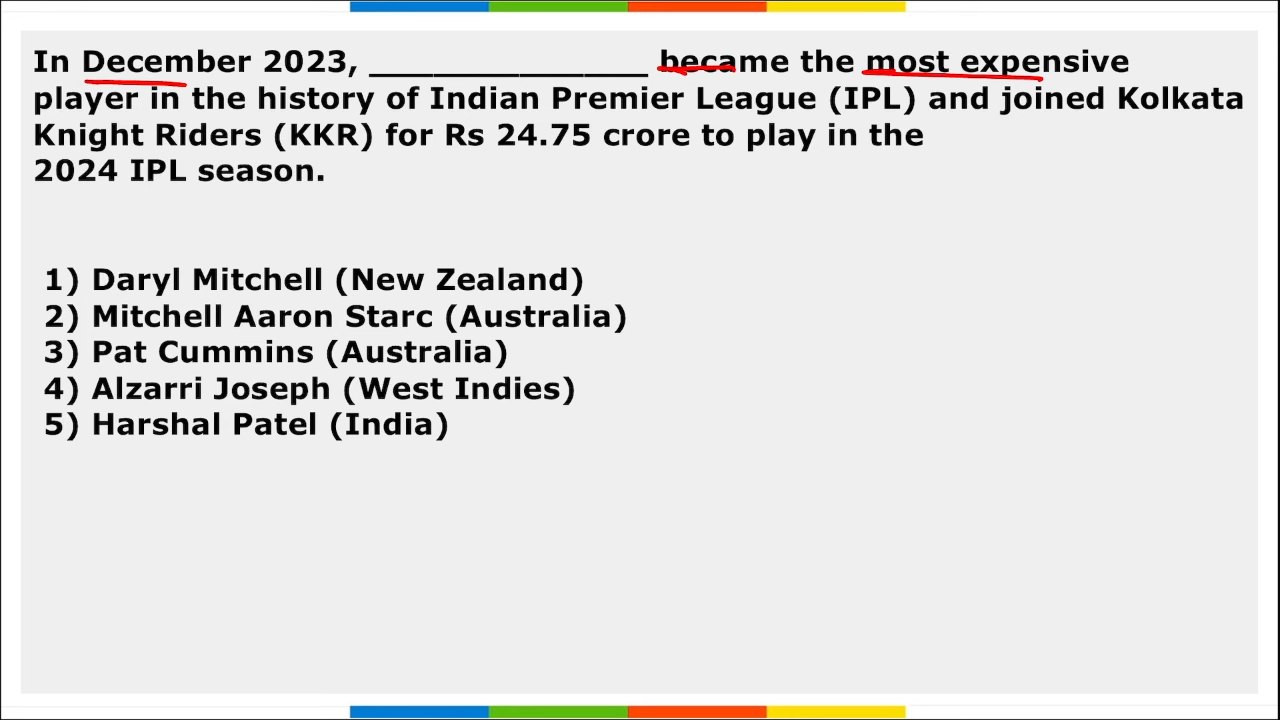 In December 2023, ________________ became the most expensive
player in the history of Indian Premier League (IPL) and joined Kolkata
Knight Riders (KKR) for Rs 24.75 crore to play in the
2024 IPL season.
1) Daryl Mitchell (New Zealand)
2) Mitchell Aaron Starc (Australia)
3) Pat Cummins (Australia)
4) Alzarri Joseph (West Indies)
5) Harshal Patel (India)